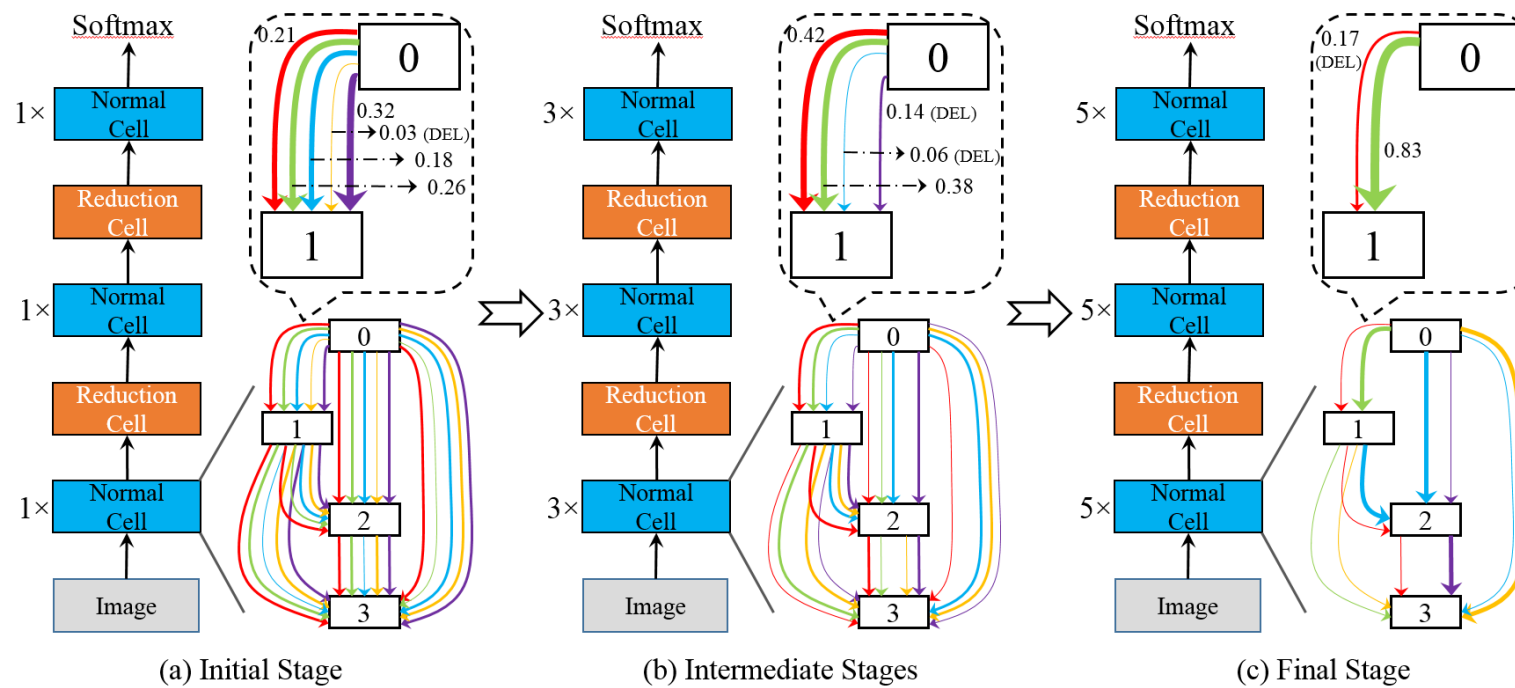 Softmax
1× Normal Cell
Reduction Cell
1× Normal Cell
Reduction Cell
1× Normal Cell
Image
0.21
0
0.32
0.03 (DEL)
0.18
0.26
1
0
1
2
3
(a) Initial Stage
Softmax
3× Normal Cell
Reduction Cell
3× Normal Cell
Reduction Cell
3× Normal Cell
Image
0.42
0
0.14 (DEL)
0.06 (DEL)
0.38
1
0
1
2
3
(b) Intermediate Stages
Softmax
5× Normal Cell
Reduction Cell
5× Normal Cell
Reduction Cell
5× Normal Cell
Image
0.17
(DEL)
0
0.83
1
0
1
2
3
(c) Final Stage